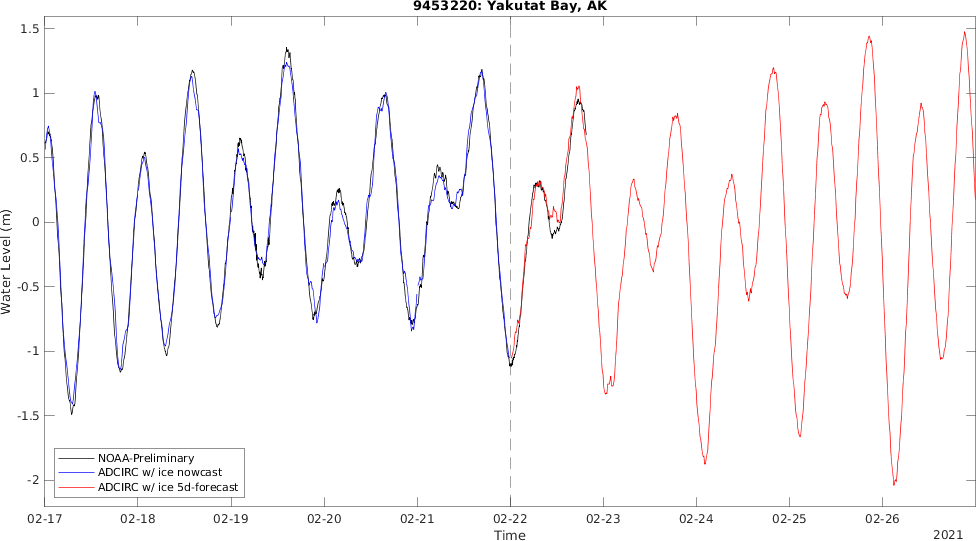 9453220: Yakutat Bay, AK
Water Level (m)
1.5
1
0.5
0
-0.5
-1
-1.5
-2
NOAA-Preliminary
ADCIRC w/ ice nowcast
ADCIRC w/ ice 5d-forecast
02-17 02-18 02-19 02-20 02-21 02-22 02-23 02-24 02-25 02-26
Time
2021